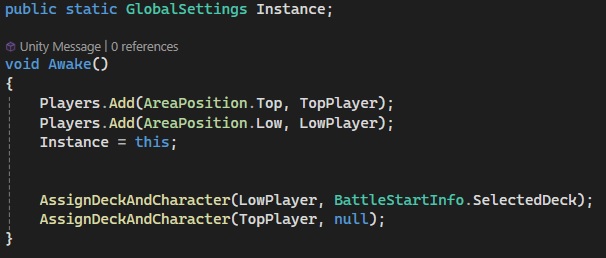 public static GlobalSettings Instance;
Unity Message | 0 references
void Awake()
{
Players.Add(AreaPosition.Top, TopPlayer);
Players.Add(AreaPosition.Low, LowPlayer);
Instance = this;
AssignDeckAndCharacter(LowPlayer, BattleStartInfo.SelectedDeck);
AssignDeckAndCharacter(TopPlayer, null);
}